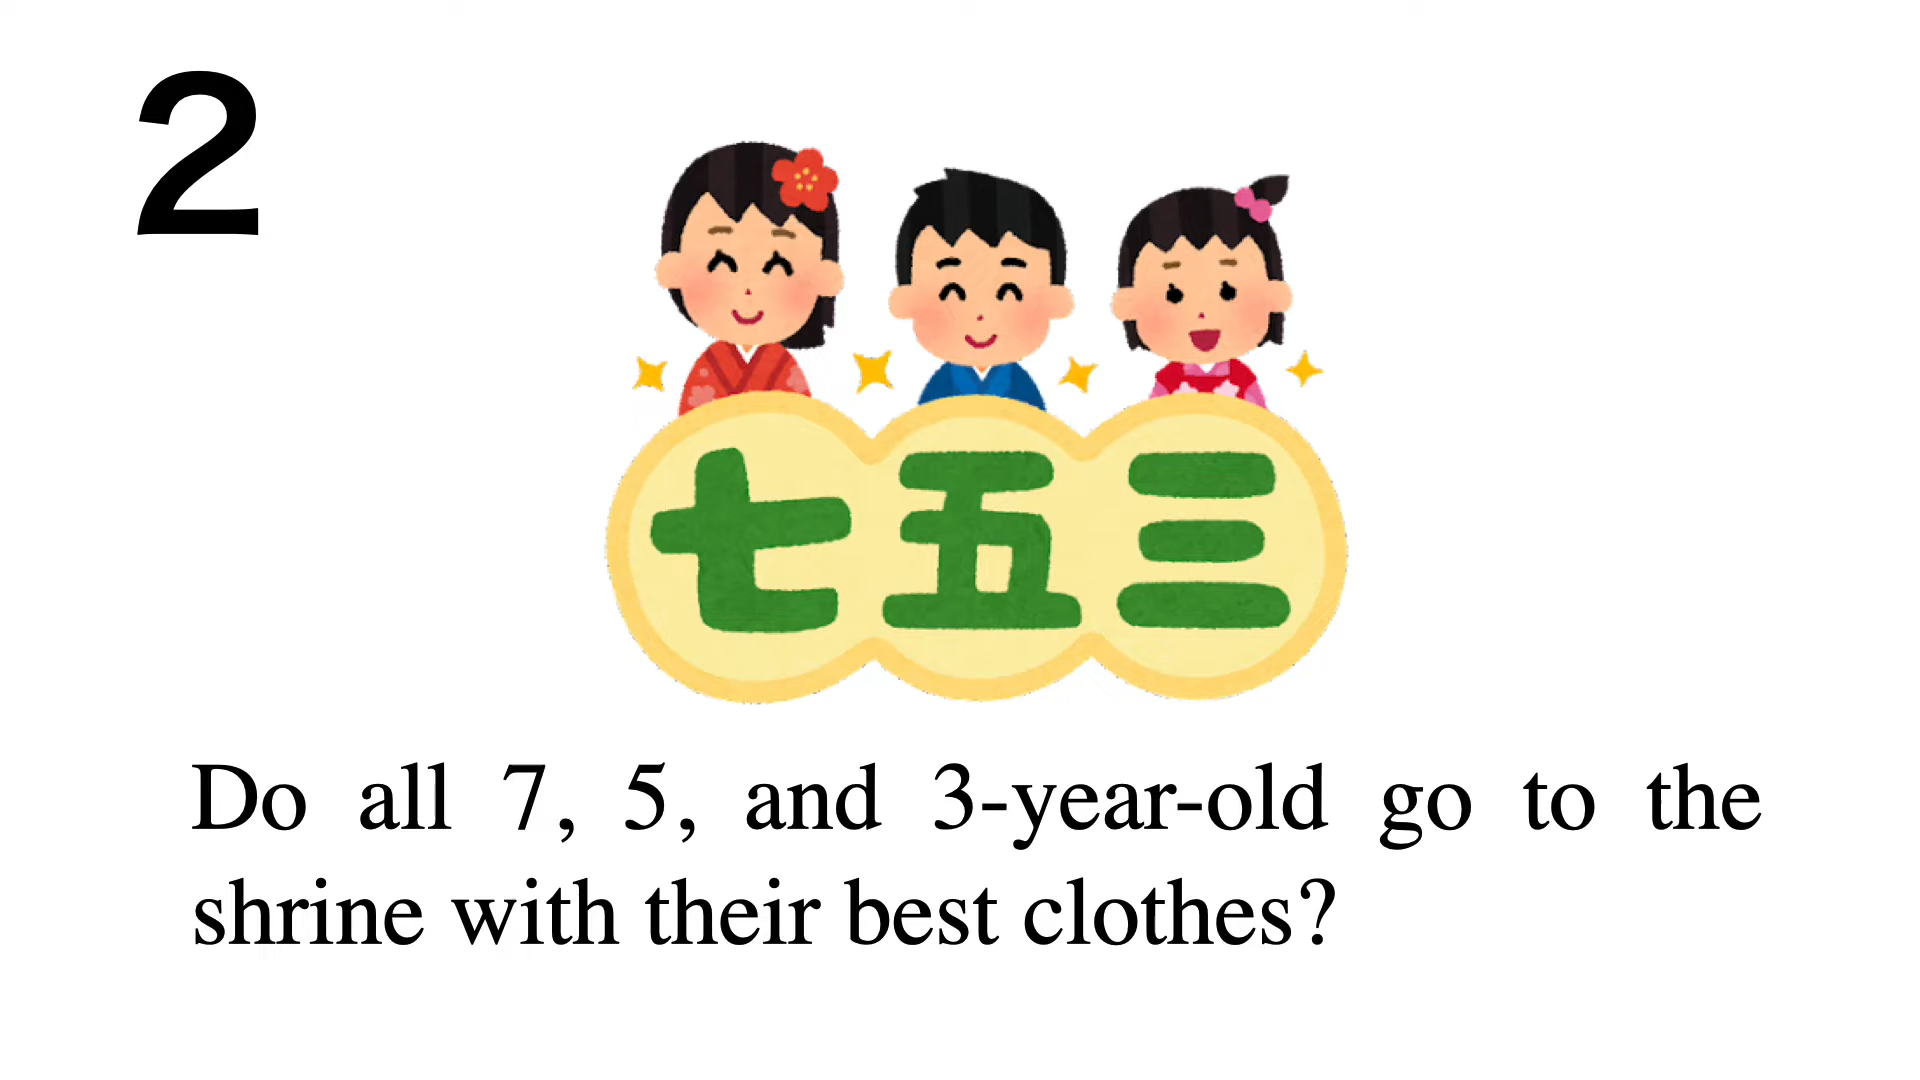 2
七五三
Do all 7, 5, and 3-year-old go to the
shrine with their best clothes?